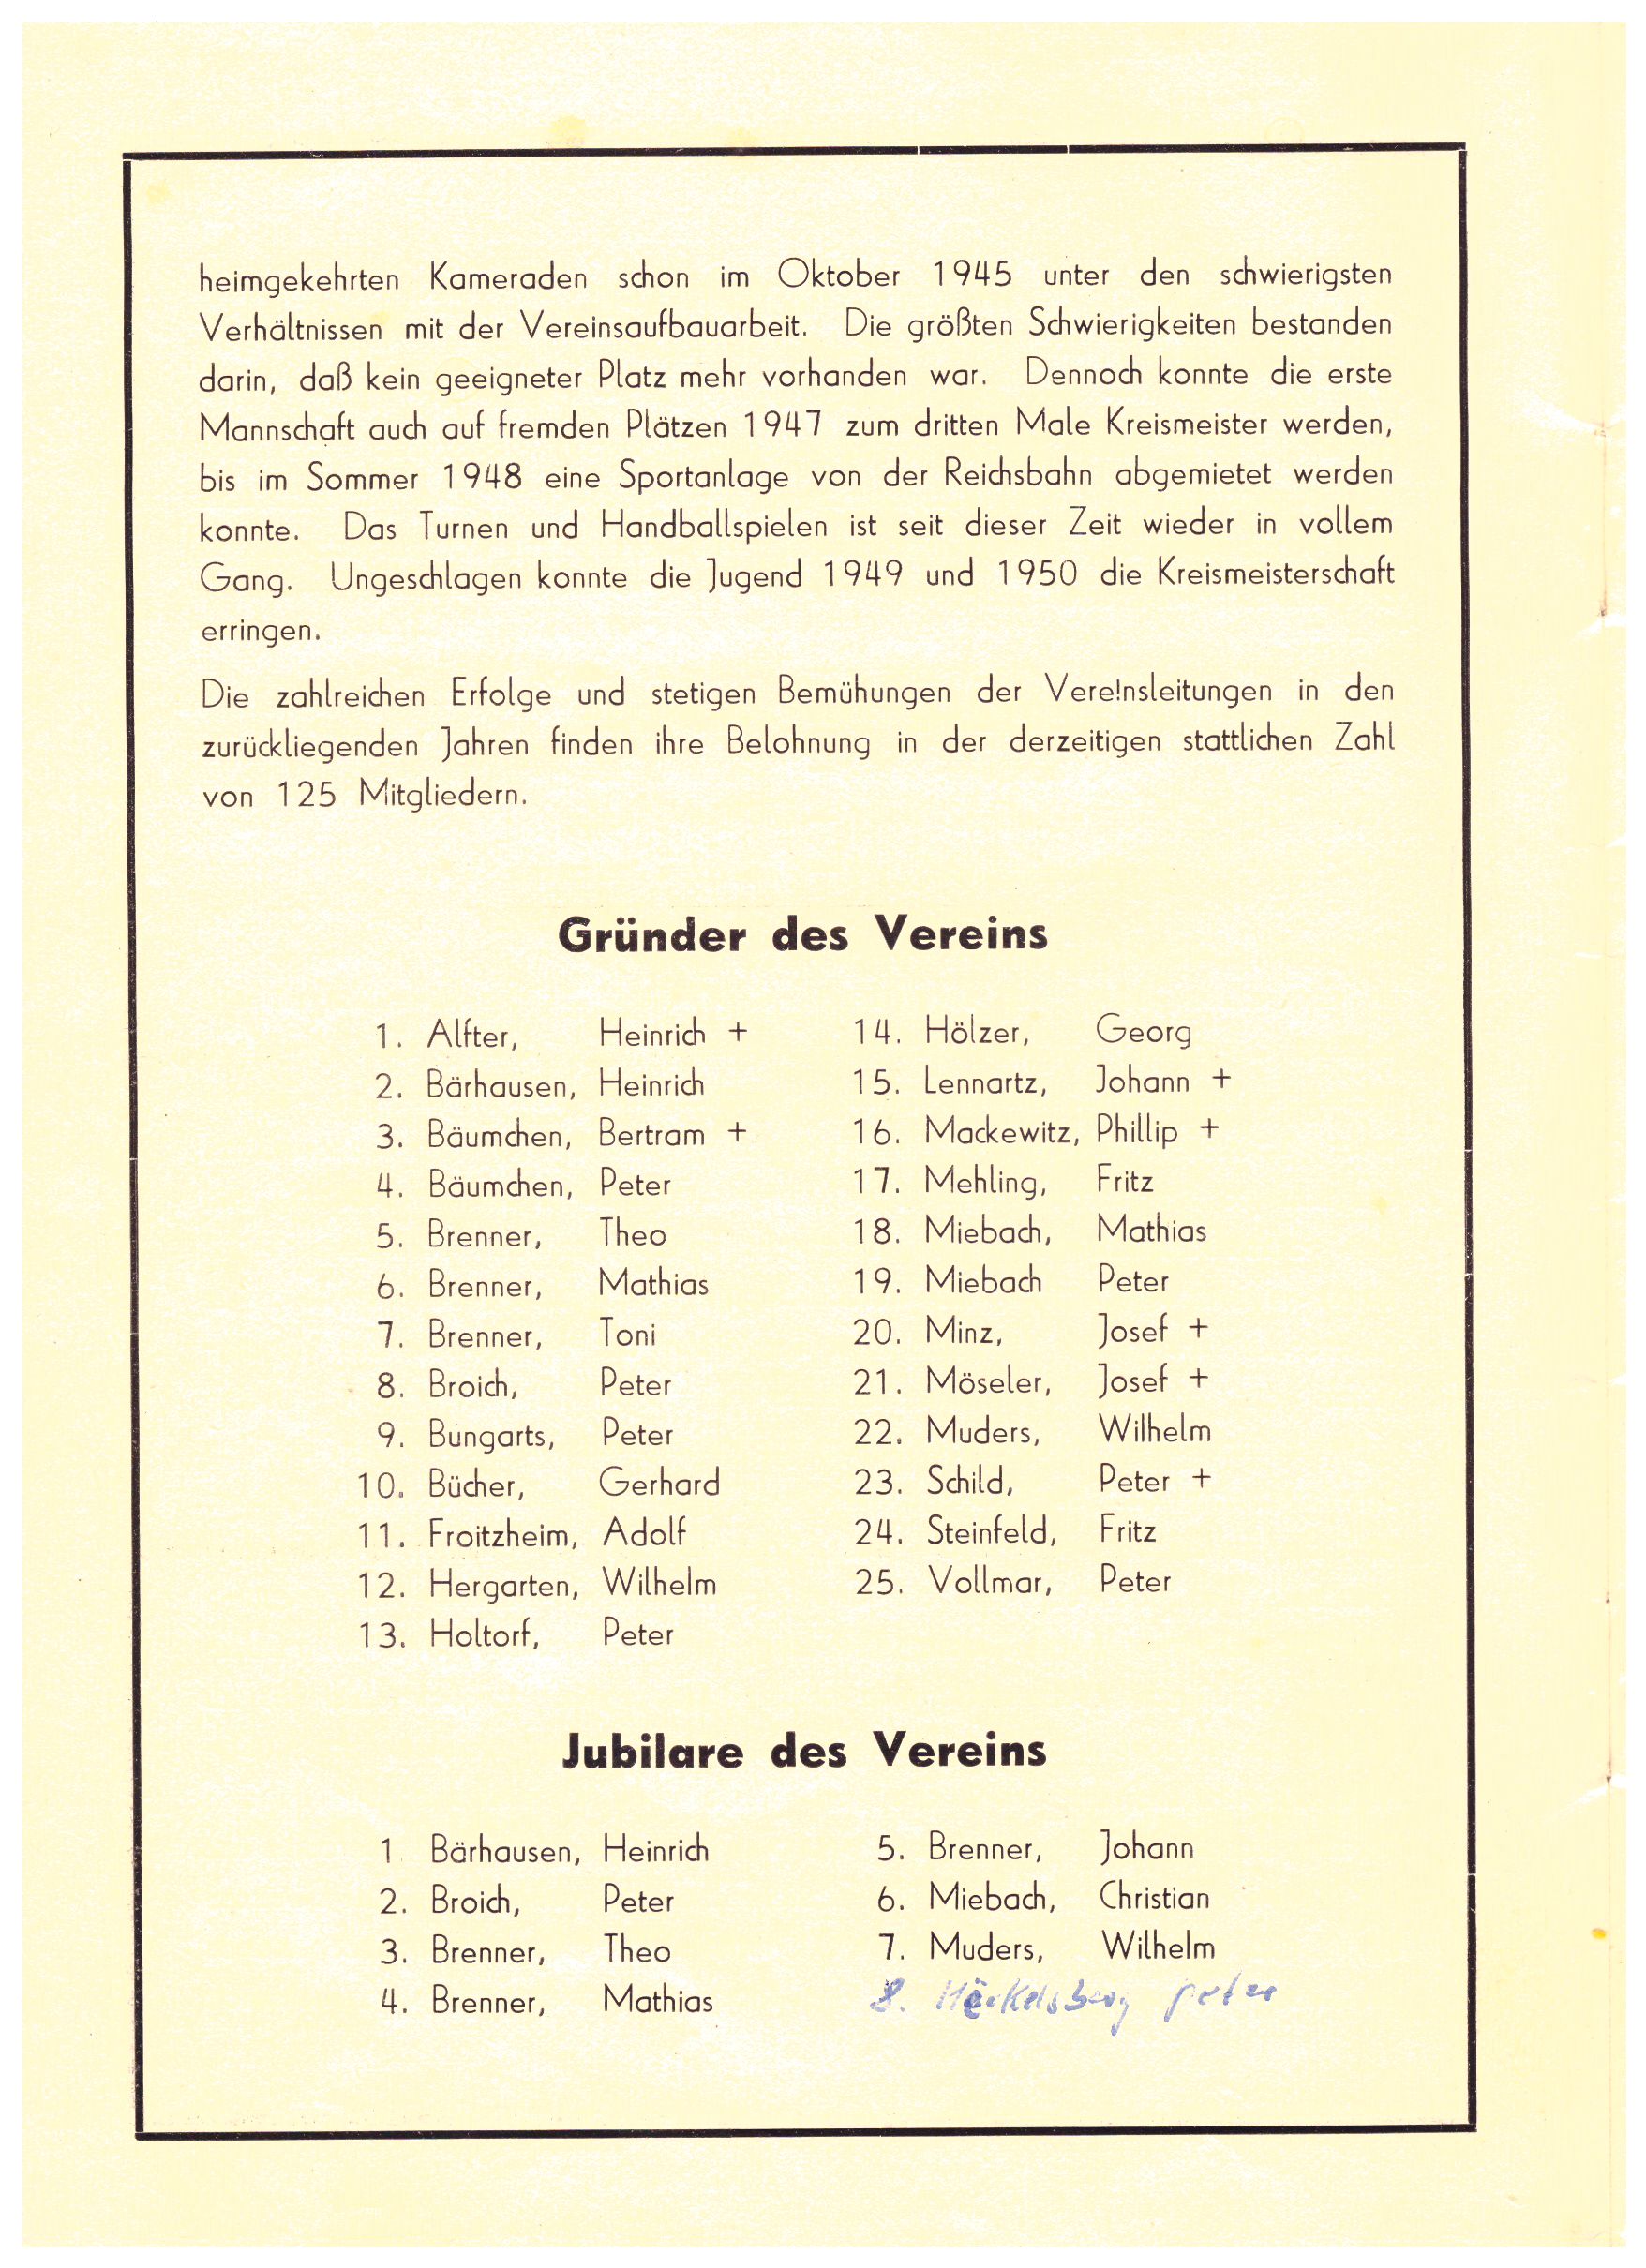 heimgekehrten Kameraden schon im Oktober 1945 unter den schwierigsten
Verhältnissen mit der Vereinsaufbauarbeit. Die größten Schwierigkeiten bestanden
darin, daß kein geeigneter Platz mehr vorhanden war. Dennoch konnte die erste
Mannschaft auch auf fremden Plätzen 1947 zum dritten Male Kreismeister werden,
bis im Sommer 1948 eine Sportanlage von der Reichsbahn abgemietet werden
konnte. Das Turnen und Handballspielen ist seit dieser Zeit wieder in vollem
Gang. Ungeschlagen konnte die Jugend 1949 und 1950 die Kreismeisterschaft
erringen.
Die zahlreichen Erfolge und stetigen Bemühungen der Vere!nsleitungen in den
zurückliegenden Jahren finden ihre Belohnung in der derzeitigen stattlichen Zahl
von 125 Mitgliedern.
Gründer des Vereins
1. Alfter, Heinrich +
2. Bärhausen, Heinrich
3. Bäumchen, Bertram +
4. Bäumchen, Peter
5. Brenner, Theo
6. Brenner, Mathias
7. Brenner, Toni
8. Broich, Peter
9. Bungarts, Peter
10. Bücher, Gerhard
11. Froitzheim, Adolf
12. Hergarten, Wilhelm
13. Holtorf, Peter
14. Hölzer, Georg
15. Lennartz, Johann +
16. Mackewitz, Phillip +
17. Mehling, Fritz
18. Miebach, Mathias
19. Miebach Peter
20. Minz, Josef +
21. Möseler, Josef +
22. Muders, Wilhelm
23. Schild, Peter +
24. Steinfeld, Fritz
25. Vollmar, Peter
Jubilare des Vereins
1 Bärhausen, Heinrich
2. Broich, Peter
3. Brenner, Theo
4. Brenner, Mathias
5. Brenner, Johann
6. Miebach, Christian
7. Muders, Wilhelm
8. Peter